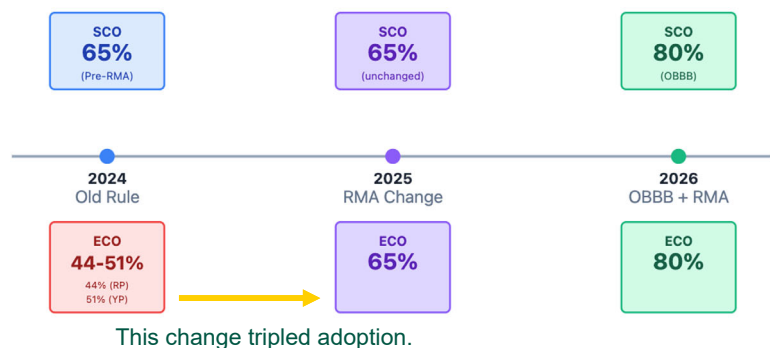 SCO
65%
(Pre-RMA)
SCO
65%
(unchanged)
SCO
80%
(OBBB)
2024
Old Rule
2025
RMA Change
2026
OBBB + RMA
ECO
44-51%
44% (RP)
51% (YP)
ECO
65%
ECO
80%
This change tripled adoption.